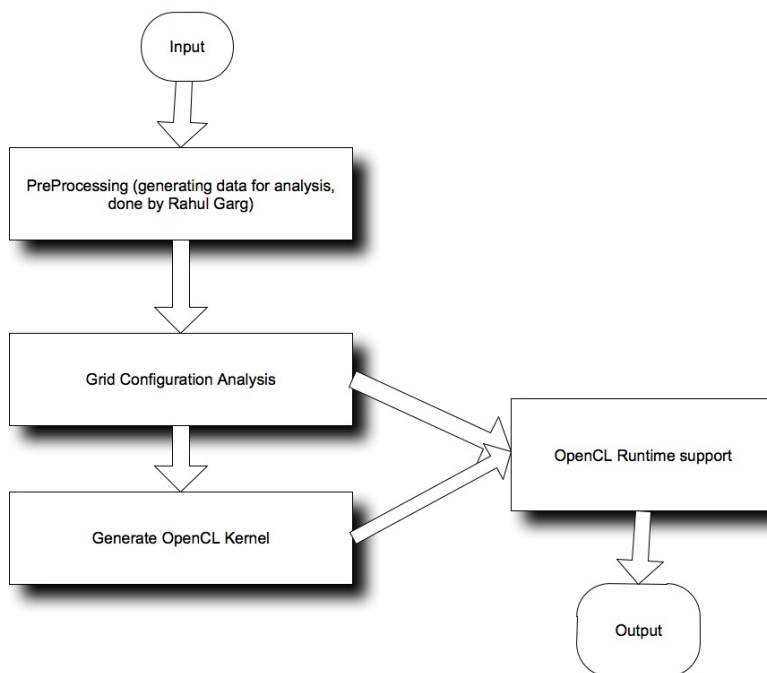 Input
PreProcessing (generating data for analysis,
done by Rahul Garg)
Grid Configuration Analysis
OpenCL Runtime support
Generate OpenCL Kernel
Output